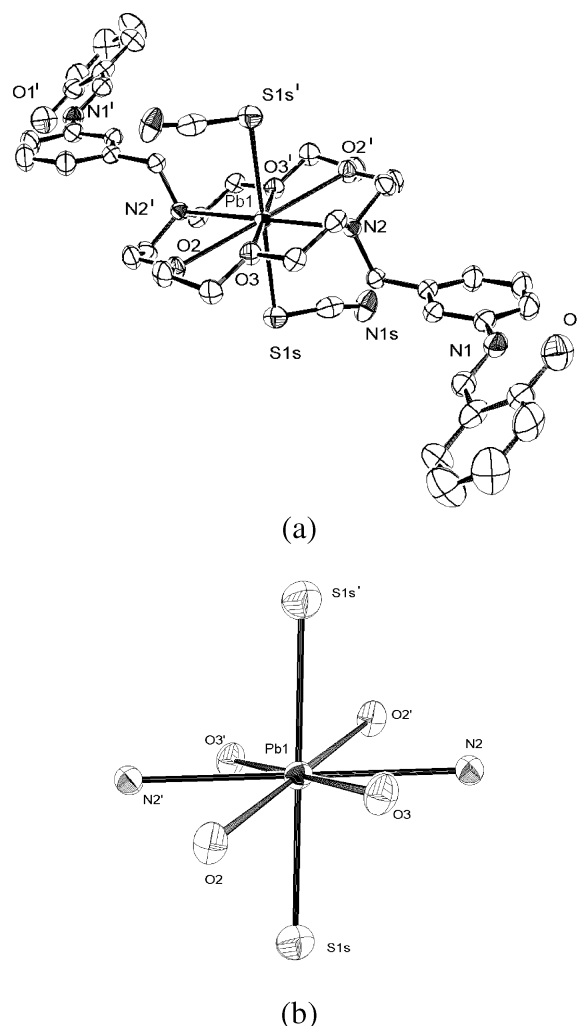 O1'
N1'
S1s'
O3'
O2'
Pb1
N2'
O2
N2
O3
S1s
N1s
N1
O
(a)
S1s'
O2'
O3'
Pb1
N2
N2'
O3
O2
S1s
(b)